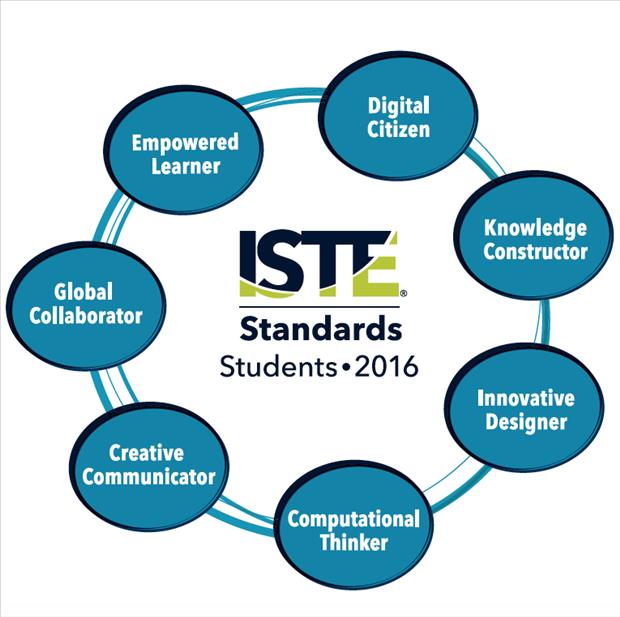 Digital
Citizen
Empowered
Learner
Knowledge
Constructor
ISTE®
Global
Collaborator
Standards
Students•2016
Innovative
Designer
Creative
Communicator
Computational
Thinker